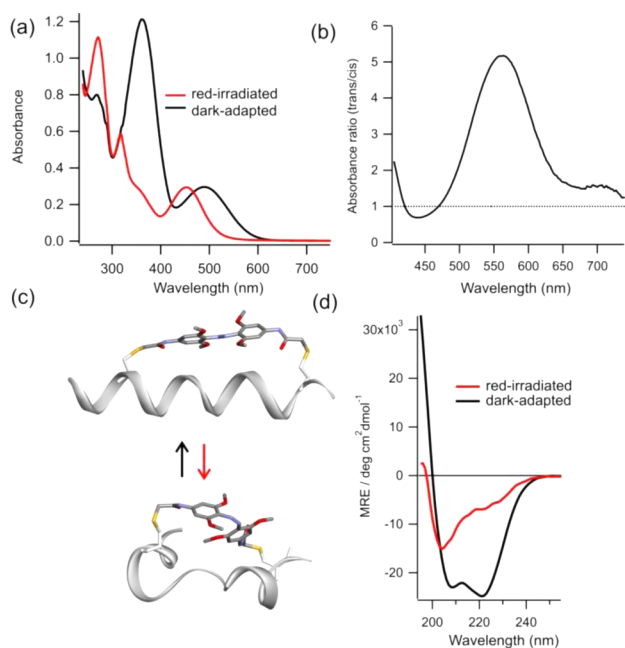 (a)
Absorbance
1.2
1.0
0.8
0.6
0.4
0.2
0.0
red-irradiated
dark-adapted
300 400 500 600 700
Wavelength (nm)
(b)
Absorbance ratio (trans/cis)
6
5
4
3
2
1
0
450 500 550 600 650 700
Wavelength (nm)
(c)
(d)
MRE / deg cm² dmol⁻¹
30x10³
20
10
0
-10
-20
red-irradiated
dark-adapted
200 220 240
Wavelength (nm)